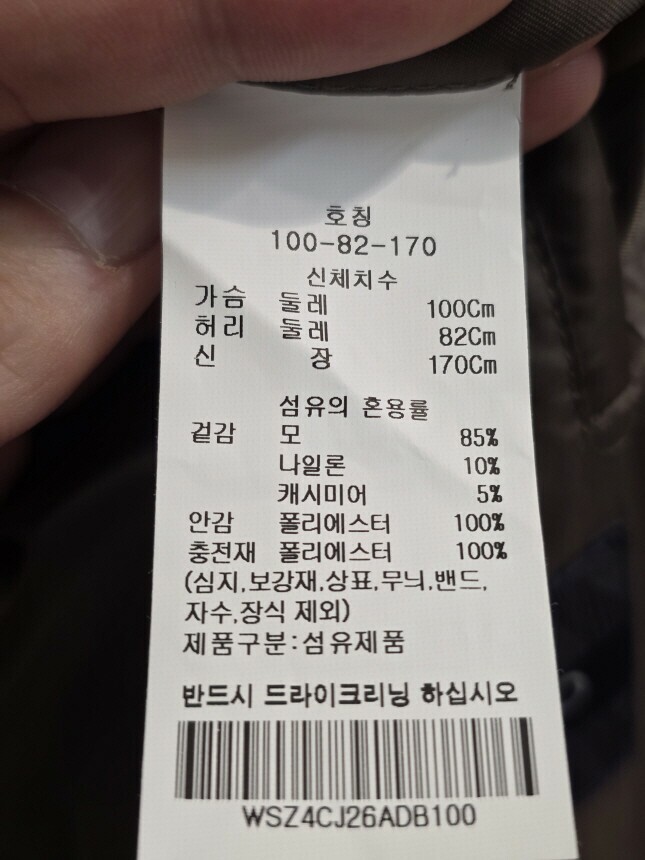 호칭
100-82-170
신체치수
가슴 둘레 100Cm
허리 둘레 82Cm
신 장 170Cm
섬유의 혼용률
겉감 모 85%
나일론 10%
캐시미어 5%
안감 폴리에스터 100%
충전재 폴리에스터 100%
(심지,보강재,상표,무늬,밴드,
자수,장식 제외)
제품구분:섬유제품
반드시 드라이크리닝 하십시오
WSZ4CJ26ADB100